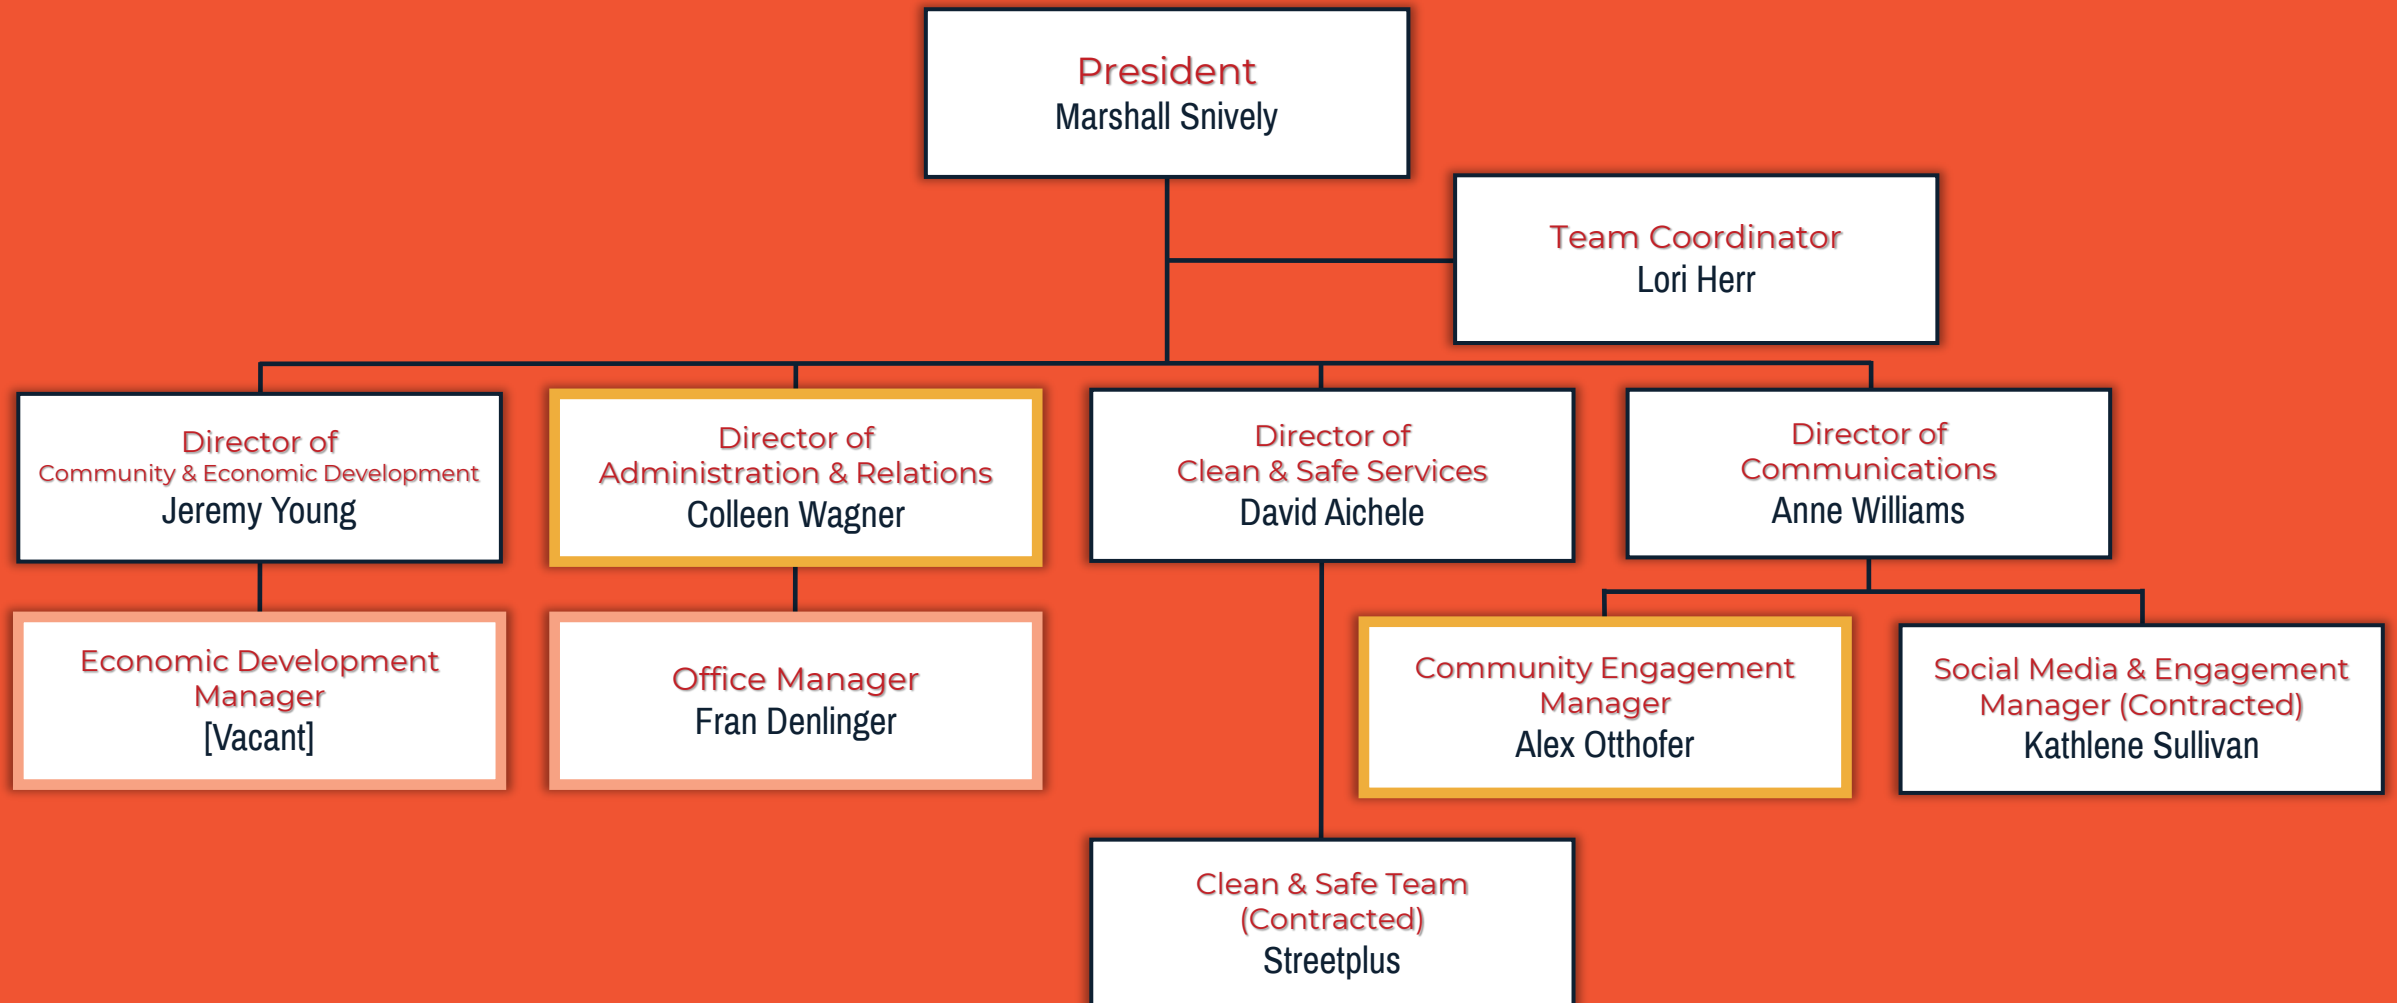 President
Marshall Snively
Team Coordinator
Lori Herr
Director of
Community & Economic Development
Jeremy Young
Director of
Administration & Relations
Colleen Wagner
Director of
Clean & Safe Services
David Aichele
Director of
Communications
Anne Williams
Economic Development
Manager
[Vacant]
Office Manager
Fran Denlinger
Community Engagement
Manager
Alex Otthofer
Social Media & Engagement
Manager (Contracted)
Kathlene Sullivan
Clean & Safe Team
(Contracted)
Streetplus